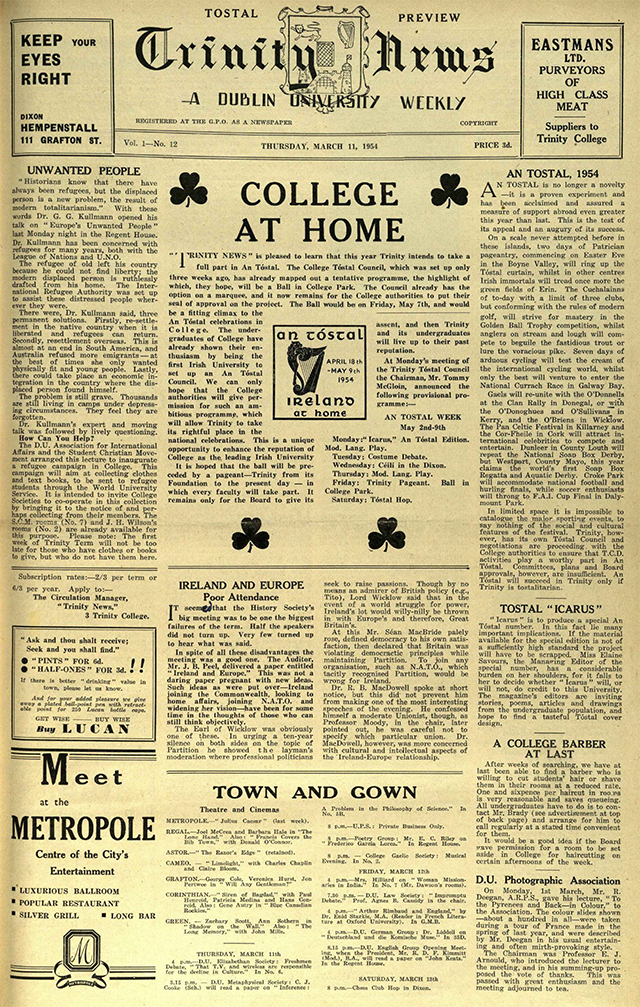 TOSTAL PREVIEW
KEEP YOUR
EYES
RIGHT
DIXON
HEMPENSTALL
111 GRAFTON ST.
Trinity News
A DUBLIN UNIVERSITY WEEKLY
REGISTERED AT THE G.P.O. AS A NEWSPAPER COPYRIGHT
Vol. 1—No. 12 THURSDAY, MARCH 11, 1954 PRICE 3d.
EASTMANS
LTD.
PURVEYORS
OF
HIGH CLASS
MEAT
Suppliers to
Trinity College
UNWANTED PEOPLE
"Historians know that there have
always been refugees, but the displaced
person is a new problem, the result of
modern totalitarianism." With these
words Dr. G. G. Kullmann opened his
talk on "Europe's Unwanted People"
last Monday night in the Regent House.
Dr. Kullmann has been concerned with
refugees for many years, both with the
League of Nations and U.N.O.
The refugee of old left his country
because he could not find liberty; the
modern displaced person is ruthlessly
drafted from his home. The Inter-
national Refugee Authority was set up
to assist these distressed people wher-
ever they were.
There were, Dr. Kullmann said, three
permanent solutions. Firstly, re-settle-
ment in the native country when it is
liberated and refugees can return.
Secondly, resettlement overseas. This is
almost at an end in South America, and
Australia refused more emigrants—at
the best of times she only wanted
physically fit and young people. Lastly,
there could take place an economic in-
tegration in the country where the dis-
placed person found himself.
The problem is still grave. Thousands
are still living in camps under depress-
ing circumstances. They feel they are
forgotten.
Dr. Kullmann's expert and moving
talk was followed by lively questioning.
How Can You Help?
The D.U. Association for International
Affairs and the Student Christian Move-
ment arranged this lecture to inaugurate
a refugee campaign in College. This
campaign will aim at collecting clothes
and text books, to be sent to refugee
students through the World University
Service. It is intended to invite College
Societies to co-operate in this collection
by bringing it to the notice of and per-
haps collecting from their members. The
S.C.M. rooms (No. 7) and J. H. Wilson's
rooms (No. 2) are already available for
this purpose. Please note: The first
week of Trinity Term will not be too
late for those who have clothes or books
to give, but who do not have them here.
Subscription rates:—2/3 per term or
6/3 per year. Apply to:—
The Circulation Manager,
"Trinity News,"
3 Trinity College.
"Ask and thou shalt receive;
Seek and you shall find."
"PINTS" FOR 6d.
"HALF-ONES" FOR 3d. !!
If there is better "drinking" value in
town, please let us know.
And for your added pleasure we give
away a plated ball-point pen with retract-
able point for 250 Lucan bottle caps.
GET WISE — BUY WISE
Buy LUCAN
Meet
at the
METROPOLE
Centre of the City's
Entertainment
LUXURIOUS BALLROOM
POPULAR RESTAURANT
SILVER GRILL LONG BAR
M
COLLEGE
AT HOME
"TRINITY NEWS" is pleased to learn that this year Trinity intends to take a
full part in An Tóstal. The College Tóstal Council, which was set up only
three weeks ago, has already mapped out a tentative programme, the highlight of
which, they hope, will be a Ball in College Park. The Council already has the
option on a marquee, and it now remains for the College authorities to put their
seal of approval on the project. The Ball would be on Friday, May 7th, and would
be a fitting climax to the
An Tóstal celebrations in
College. The under-
graduates of College have
already shown their en-
thusiasm by being the
first Irish University to
set up an An Tóstal
Council. We can only
hope that the College
authorities will give per-
mission for such an am-
bitious programme, which
will allow Trinity to take
its rightful place in the
national celebrations. This is a unique
opportunity to enhance the reputation of
College as the leading Irish University
It is hoped that the ball will be pre-
ceded by a pageant—Trinity from its
Foundation to the present day — in
which every faculty will take part. It
remains only for the Board to give its
an tóstal
APRIL 18th
-MAY 9th
1954
IRELAND
at home
assent, and then Trinity
and its undergraduates
will live up to their past
reputation.
At Monday's meeting of
the Trinity Tóstal Council
the Chairman, Mr. Tommy
McGloin, announced the
following provisional pro-
gramme:—
AN TOSTAL WEEK
May 2nd-9th
Monday: "Icarus," An Tóstal Edition.
Mod. Lang. Play.
Tuesday: Costume Debate.
Wednesday: Céilí in the Dixon.
Thursday: Mod. Lang. Play.
Friday: Trinity Pageant. Ball in
College Park.
Saturday: Tóstal Hop.
IRELAND AND EUROPE
Poor Attendance
IT seems that the History Society's
big meeting was to be one of the biggest
failures of the term. Half the speakers
did not turn up. Very few turned up
to hear what was said.
In spite of all these disadvantages the
meeting was a good one. The Auditor,
Mr. J. B. Peel, delivered a paper entitled
"Ireland and Europe." This was not a
daring paper pregnant with new ideas.
Such ideas as were put over—Ireland
joining the Commonwealth, looking to
home affairs, joining N.A.T.O. and
widening her vision—have been for some
time in the thoughts of those who can
still think objectively.
The Earl of Wicklow was obviously
one of these. In urging a ten-year
silence on both sides on the topic of
Partition he showed the layman's
moderation where professional politicians
seek to raise passions. Though by no
means an admirer of British policy (e.g.,
Tito), Lord Wicklow said that in the
event of a world struggle for power,
Ireland's lot would willy-nilly be thrown
in with Europe's and therefore, Great
Britain's.
At this Mr. Seán MacBride palely
rose, defined democracy to his own satis-
faction, then declared that Britain was
violating democratic principles while
maintaining Partition. To join any
organisation, such as N.A.T.O., which
tacitly recognised Partition, would be
wrong for Ireland.
Dr. R. B. MacDowell spoke at short
notice, but this did not prevent him
from making one of the most interesting
speeches of the evening. He confessed
himself a moderate Unionist, though, as
Professor Moody, in the chair, later
pointed out, he was careful not to
specify which particular union. Dr.
MacDowell, however, was more concerned
with cultural and intellectual aspects of
the Ireland-Europe relationship.
TOWN AND GOWN
Theatre and Cinemas
METROPOLE.—"Julius Caesar" (last week).
REGAL.—Joel McCrea and Barbara Hale in "The
Lone Hand." Also: "Francis Covers the
Big Town," with Donald O'Connor.
ASTOR.—"The Razor's Edge" (retained).
CAMEO. — "Limelight," with Charles Chaplin
and Claire Bloom.
GRAFTON.—George Cole, Veronica Hurst, Jon
Pertwee in "Will Any Gentleman?"
CORINTHIAN.—"Siren of Bagdad," with Paul
Henreid, Patricia Medina and Hans Con-
reid. Also: Gene Autry in "Blue Canadian
Rockies."
GREEN. — Zachary Scott, Ann Sothern in
"Shadow on the Wall." Also: "The
Long Memory," with John Mills.
THURSDAY, MARCH 11th
4 p.m.—D.U. Elizabethan Society: Freshmen
Debate, "That T.V. and wireless are responsible
for the decline in Culture." In No. 6.
8.15 p.m. — D.U. Metaphysical Society: C. J.
Cooke (Sch.) will read a paper on "Inference:
A Problem in the Philosophy of Science." In
No. 5B.
8 p.m.—U.P.S.: Private Business Only.
8 p.m.—Poetry Group: Mr. E. C. Riley on
"Frederico Garcia Lorca." In Regent House.
8 p.m. — College Gaelic Society: Musical
Evening. In No. 2.
FRIDAY, MARCH 12th
4 p.m.—Mrs. Hilliard on "Woman Mission-
aries in India." In No. 1 (Mr. Dawson's rooms).
7.30 p.m. — D.U. Law Society: "Impromptu
Debate." Prof. Agnes B. Cassidy in the chair.
4 p.m.—"Arthur Rimbaud and England," by
Dr. Enid Starkie, M.A. (Reader in French Litera-
ture at Oxford University). In G.M.B.
4 p.m.—D.U. German Group: Dr. Liddell on
"Deutschland und die Komische Muse." In 35D.
8.15 p.m.—D.U. English Group Opening Meet-
ing, when the President, Mr. R. D. F. Kimmitt
(Mod.), B.A., will read a paper on "John Keats."
In the Regent House.
SATURDAY, MARCH 13th
8 p.m.—Chess Club Hop in Dixon.
AN TOSTAL, 1954
AN TOSTAL is no longer a novelty
—it is a proven experiment and
has been acclaimed and assured a
measure of support abroad even greater
this year than last. This is the test of
its appeal and an augury of its success.
On a scale never attempted before in
these islands, two days of Patrician
pageantry, commencing on Easter Eve
in the Boyne Valley, will ring up the
Tóstal curtain, whilst in other centres
Irish immortals will tread once more the
green fields of Erin. The Cuchulainns
of to-day with a limit of three clubs,
but conforming with the rules of modern
golf, will strive for mastery in the
Golden Ball Trophy competition, whilst
anglers on stream and lough will com-
pete to beguile the fastidious trout or
lure the voracious pike. Seven days of
arduous cycling will test the cream of
the international cycling world, whilst
only the best will venture to enter the
National Currach Race in Galway Bay.
Gaels will re-unite with the O'Donnells
at the Clan Rally in Donegal, or with
the O'Donoghues and O'Sullivans in
Kerry, and the O'Briens in Wicklow.
The Pan Celtic Festival in Killarney and
the Cor-Fheile in Cork will attract in-
ternational celebrities to compete and
entertain. Dunleer in County Louth will
repeat the National Soap Box Derby,
but Westport, County Mayo, this year
claims the world's first Soap Box
Regatta and Aquatic Derby. Croke Park
will accommodate national football and
hurling finals, while soccer enthusiasts
will throng to F.A.I. Cup Final in Daly-
mount Park.
In limited space it is impossible to
catalogue the major sporting events, to
say nothing of the social and cultural
features of the festival. Trinity, how-
ever, has its own Tóstal Council and
negotiations are proceeding with the
College authorities to ensure that T.C.D.
activities play a worthy part in An
Tóstal. Committees, plans and Board
approval, however, are insufficient. An
Tóstal will succeed in Trinity only if
Trinity is tostalitarian.
TOSTAL "ICARUS"
"Icarus" is to produce a special An
Tóstal number. In this fact lie many
important implications. If the material
available for the special edition is not of
a sufficiently high standard the project
will have to be scrapped. Miss Elaine
Savours, the Managing Editor of the
special number, has a considerable
burden on her shoulders, for it falls to
her to decide whether "Icarus" will, or
will not, do credit to this University.
The magazine's editors are inviting
stories, poems, articles and drawings
from the undergraduate population, and
hope to find a tasteful Tóstal cover
design.
A COLLEGE BARBER
AT LAST
After weeks of searching, we have at
last been able to find a barber who is
willing to cut students' hair or shave
them in their rooms at a reduced rate.
One and sixpence per haircut in rooms
is very reasonable and saves queueing.
All undergraduates have to do is to con-
tact Mr. Brady (see advertisement at top
of back page) and arrange for him to
call regularly at a stated time convenient
for them.
It would be a good idea if the Board
gave permission for a room to be set
aside in College for haircutting on
certain afternoons of the week.
D.U. Photographic Association
On Monday, 1st March, Mr. R.
Deegan, A.R.P.S., gave his lecture, "To
the Pyrenees and Back—in Colour," to
the Association. The colour slides shown
—about a hundred in all—were taken
during a tour of France made in the
spring of last year, and were described
by Mr. Deegan in his usual entertain-
ing and often mirth-provoking style.
The Chairman was Professor E. J.
Arnould, who introduced the lecturer to
the meeting, and in his summing-up pro-
posed the vote of thanks. This was
passed with great enthusiasm and the
meeting adjourned to tea.